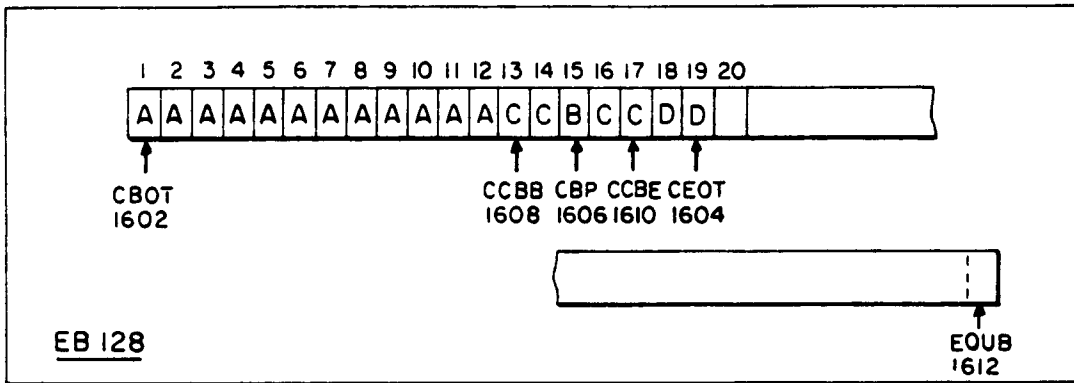 1 2 3 4 5 6 7 8 9 10 11 12 13 14 15 16 17 18 19 20
A A A A A A A A A A A A C C B C C D D
CBOT CCBB CBP CCBE CEOT
1602 1608 1606 1610 1604
EB 128 EOUB
1612